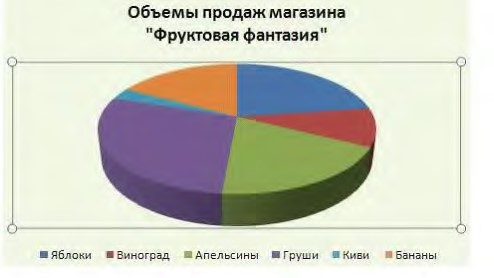 Объемы продаж магазина
"Фруктовая фантазия"
Яблоки Виноград Апельсины Груши Киви Бананы